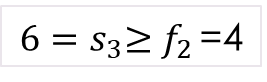 6 = s₃ ≥ f₂ = 4